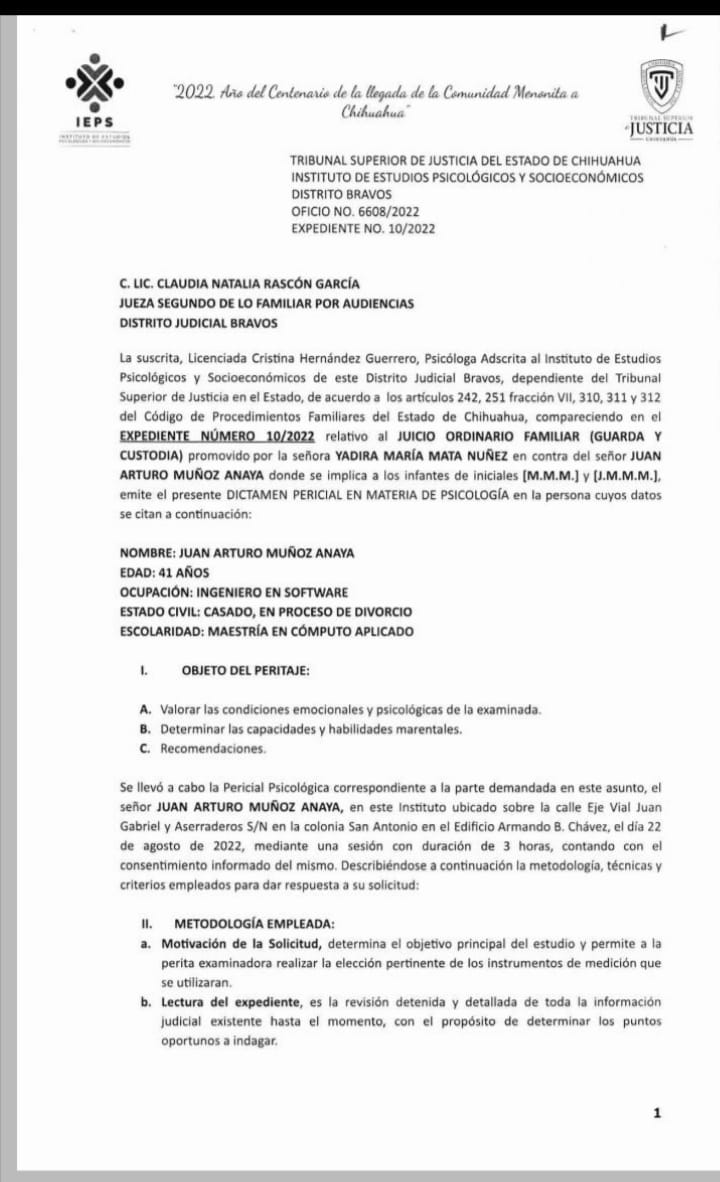 "2022 Año del Centenario de la llegada de la Comunidad Menonita a
Chihuahua"
IEPS
INSTITUTO DE ESTUDIOS
PSICOLÓGICOS Y SOCIOECONÓMICOS
TRIBUNAL SUPERIOR
JUSTICIA
CHIHUAHUA
TRIBUNAL SUPERIOR DE JUSTICIA DEL ESTADO DE CHIHUAHUA
INSTITUTO DE ESTUDIOS PSICOLÓGICOS Y SOCIOECONÓMICOS
DISTRITO BRAVOS
OFICIO NO. 6608/2022
EXPEDIENTE NO. 10/2022
C. LIC. CLAUDIA NATALIA RASCÓN GARCÍA
JUEZA SEGUNDO DE LO FAMILIAR POR AUDIENCIAS
DISTRITO JUDICIAL BRAVOS
La suscrita, Licenciada Cristina Hernández Guerrero, Psicóloga Adscrita al Instituto de Estudios
Psicológicos y Socioeconómicos de este Distrito Judicial Bravos, dependiente del Tribunal
Superior de Justicia en el Estado, de acuerdo a los artículos 242, 251 fracción VII, 310, 311 y 312
del Código de Procedimientos Familiares del Estado de Chihuahua, compareciendo en el
EXPEDIENTE NÚMERO 10/2022 relativo al JUICIO ORDINARIO FAMILIAR (GUARDA Y
CUSTODIA) promovido por la señora YADIRA MARÍA MATA NUÑEZ en contra del señor JUAN
ARTURO MUÑOZ ANAYA donde se implica a los infantes de iniciales [M.M.M.] y [J.M.M.M.],
emite el presente DICTAMEN PERICIAL EN MATERIA DE PSICOLOGÍA en la persona cuyos datos
se citan a continuación:
NOMBRE: JUAN ARTURO MUÑOZ ANAYA
EDAD: 41 AÑOS
OCUPACIÓN: INGENIERO EN SOFTWARE
ESTADO CIVIL: CASADO, EN PROCESO DE DIVORCIO
ESCOLARIDAD: MAESTRÍA EN CÓMPUTO APLICADO
I. OBJETO DEL PERITAJE:
A. Valorar las condiciones emocionales y psicológicas de la examinada.
B. Determinar las capacidades y habilidades marentales.
C. Recomendaciones.
Se llevó a cabo la Pericial Psicológica correspondiente a la parte demandada en este asunto, el
señor JUAN ARTURO MUÑOZ ANAYA, en este Instituto ubicado sobre la calle Eje Vial Juan
Gabriel y Aserraderos S/N en la colonia San Antonio en el Edificio Armando B. Chávez, el día 22
de agosto de 2022, mediante una sesión con duración de 3 horas, contando con el
consentimiento informado del mismo. Describiéndose a continuación la metodología, técnicas y
criterios empleados para dar respuesta a su solicitud:
II. METODOLOGÍA EMPLEADA:
a. Motivación de la Solicitud, determina el objetivo principal del estudio y permite a la
perita examinadora realizar la elección pertinente de los instrumentos de medición que
se utilizaran.
b. Lectura del expediente, es la revisión detenida y detallada de toda la información
judicial existente hasta el momento, con el propósito de determinar los puntos
oportunos a indagar.
1